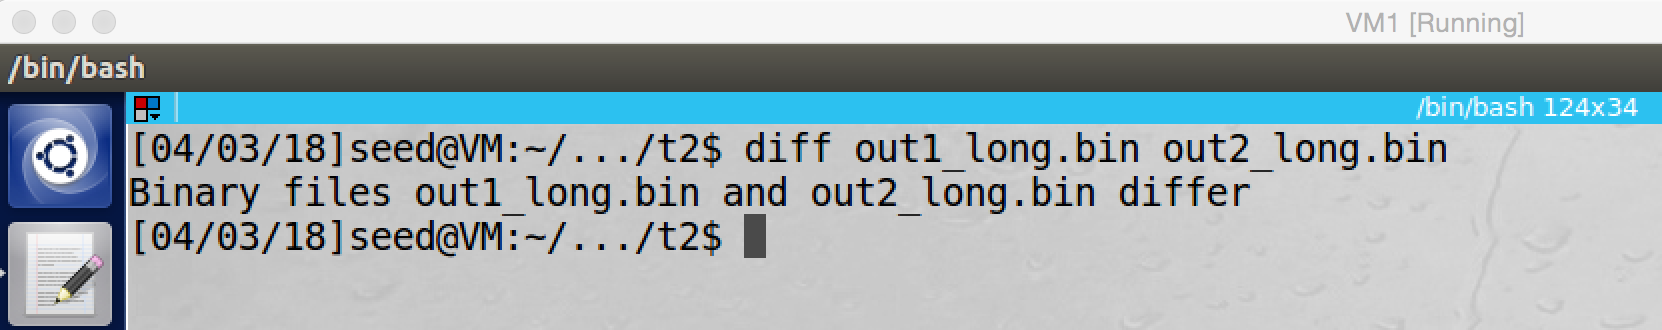 VM1 [Running]
/bin/bash
/bin/bash 124x34
[04/03/18]seed@VM:~/.../t2$ diff out1_long.bin out2_long.bin
Binary files out1_long.bin and out2_long.bin differ
[04/03/18]seed@VM:~/.../t2$